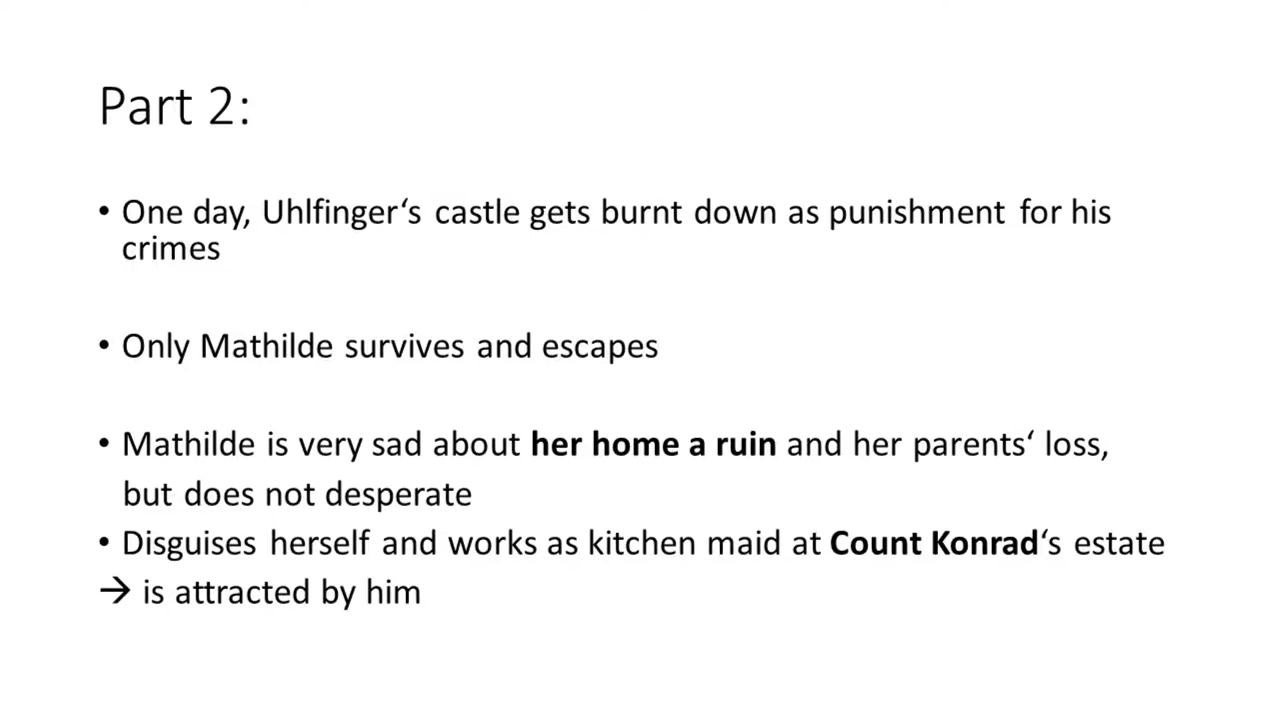 Part 2:
• One day, Uhlfinger‘s castle gets burnt down as punishment for his
crimes
• Only Mathilde survives and escapes
• Mathilde is very sad about her home a ruin and her parents‘ loss,
but does not desperate
• Disguises herself and works as kitchen maid at Count Konrad‘s estate
→ is attracted by him